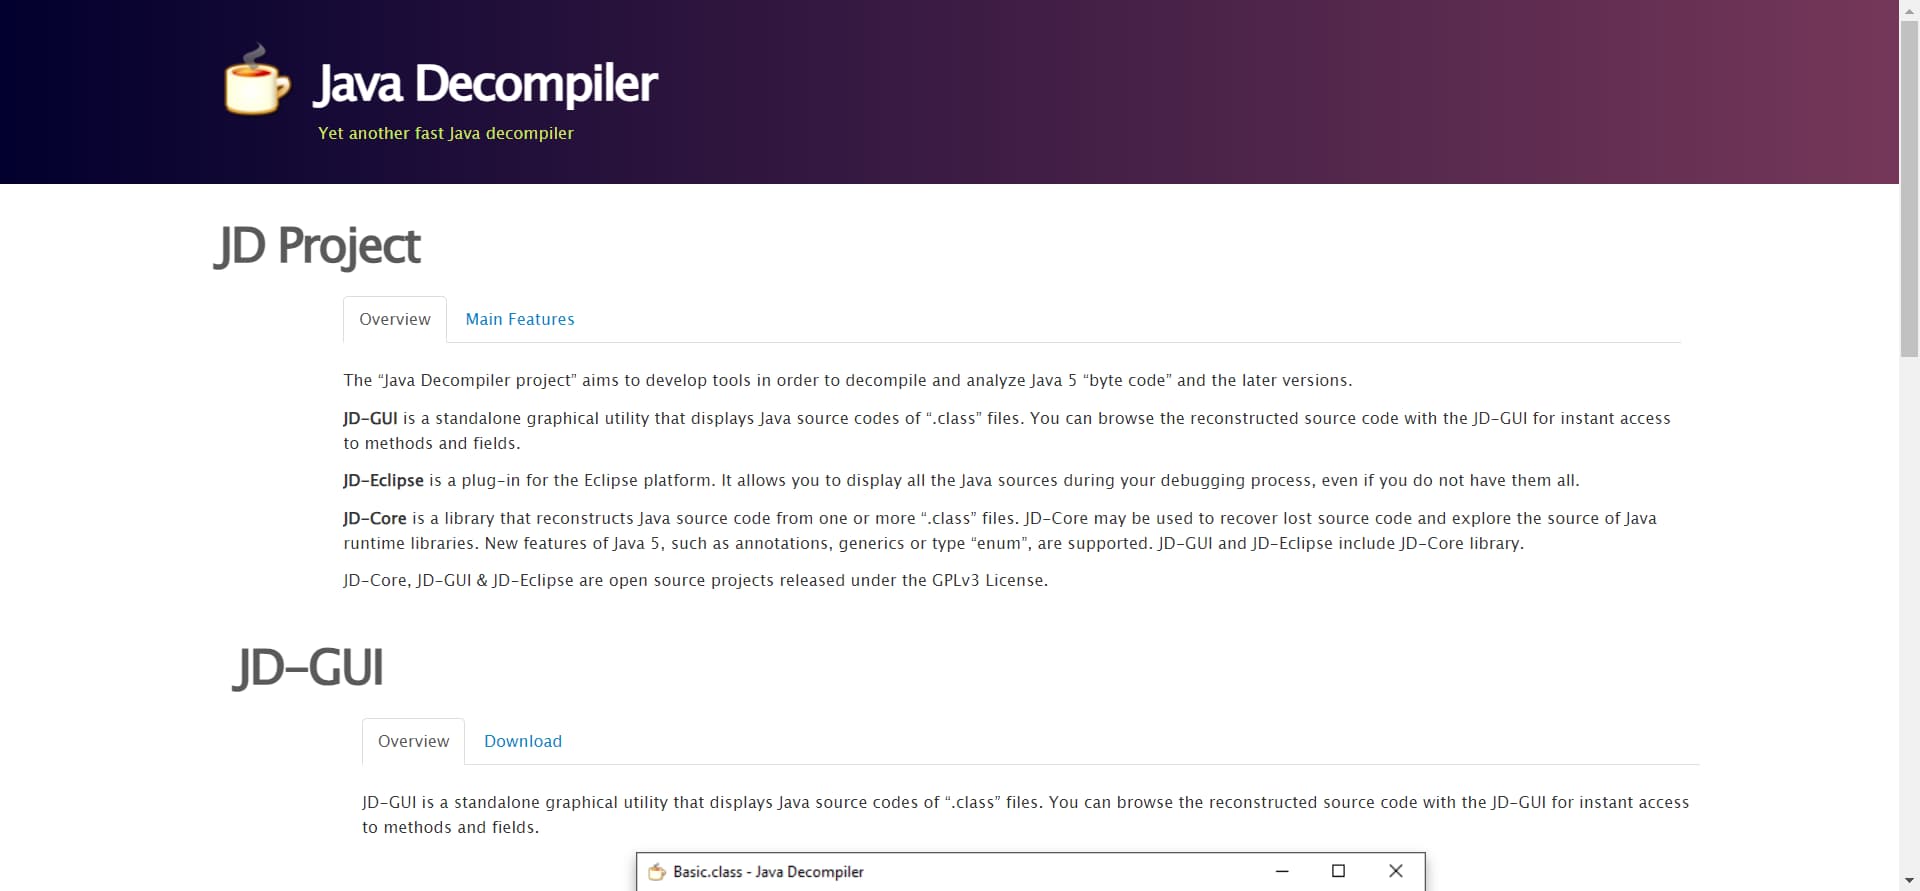 Java Decompiler
Yet another fast Java decompiler
JD Project
Overview
Main Features
The “Java Decompiler project” aims to develop tools in order to decompile and analyze Java 5 “byte code” and the later versions.
JD-GUI is a standalone graphical utility that displays Java source codes of “.class” files. You can browse the reconstructed source code with the JD-GUI for instant access
to methods and fields.
JD-Eclipse is a plug-in for the Eclipse platform. It allows you to display all the Java sources during your debugging process, even if you do not have them all.
JD-Core is a library that reconstructs Java source code from one or more “.class” files. JD-Core may be used to recover lost source code and explore the source of Java
runtime libraries. New features of Java 5, such as annotations, generics or type “enum”, are supported. JD-GUI and JD-Eclipse include JD-Core library.
JD-Core, JD-GUI & JD-Eclipse are open source projects released under the GPLv3 License.
JD-GUI
Overview
Download
JD-GUI is a standalone graphical utility that displays Java source codes of “.class” files. You can browse the reconstructed source code with the JD-GUI for instant access
to methods and fields.
Basic.class - Java Decompiler